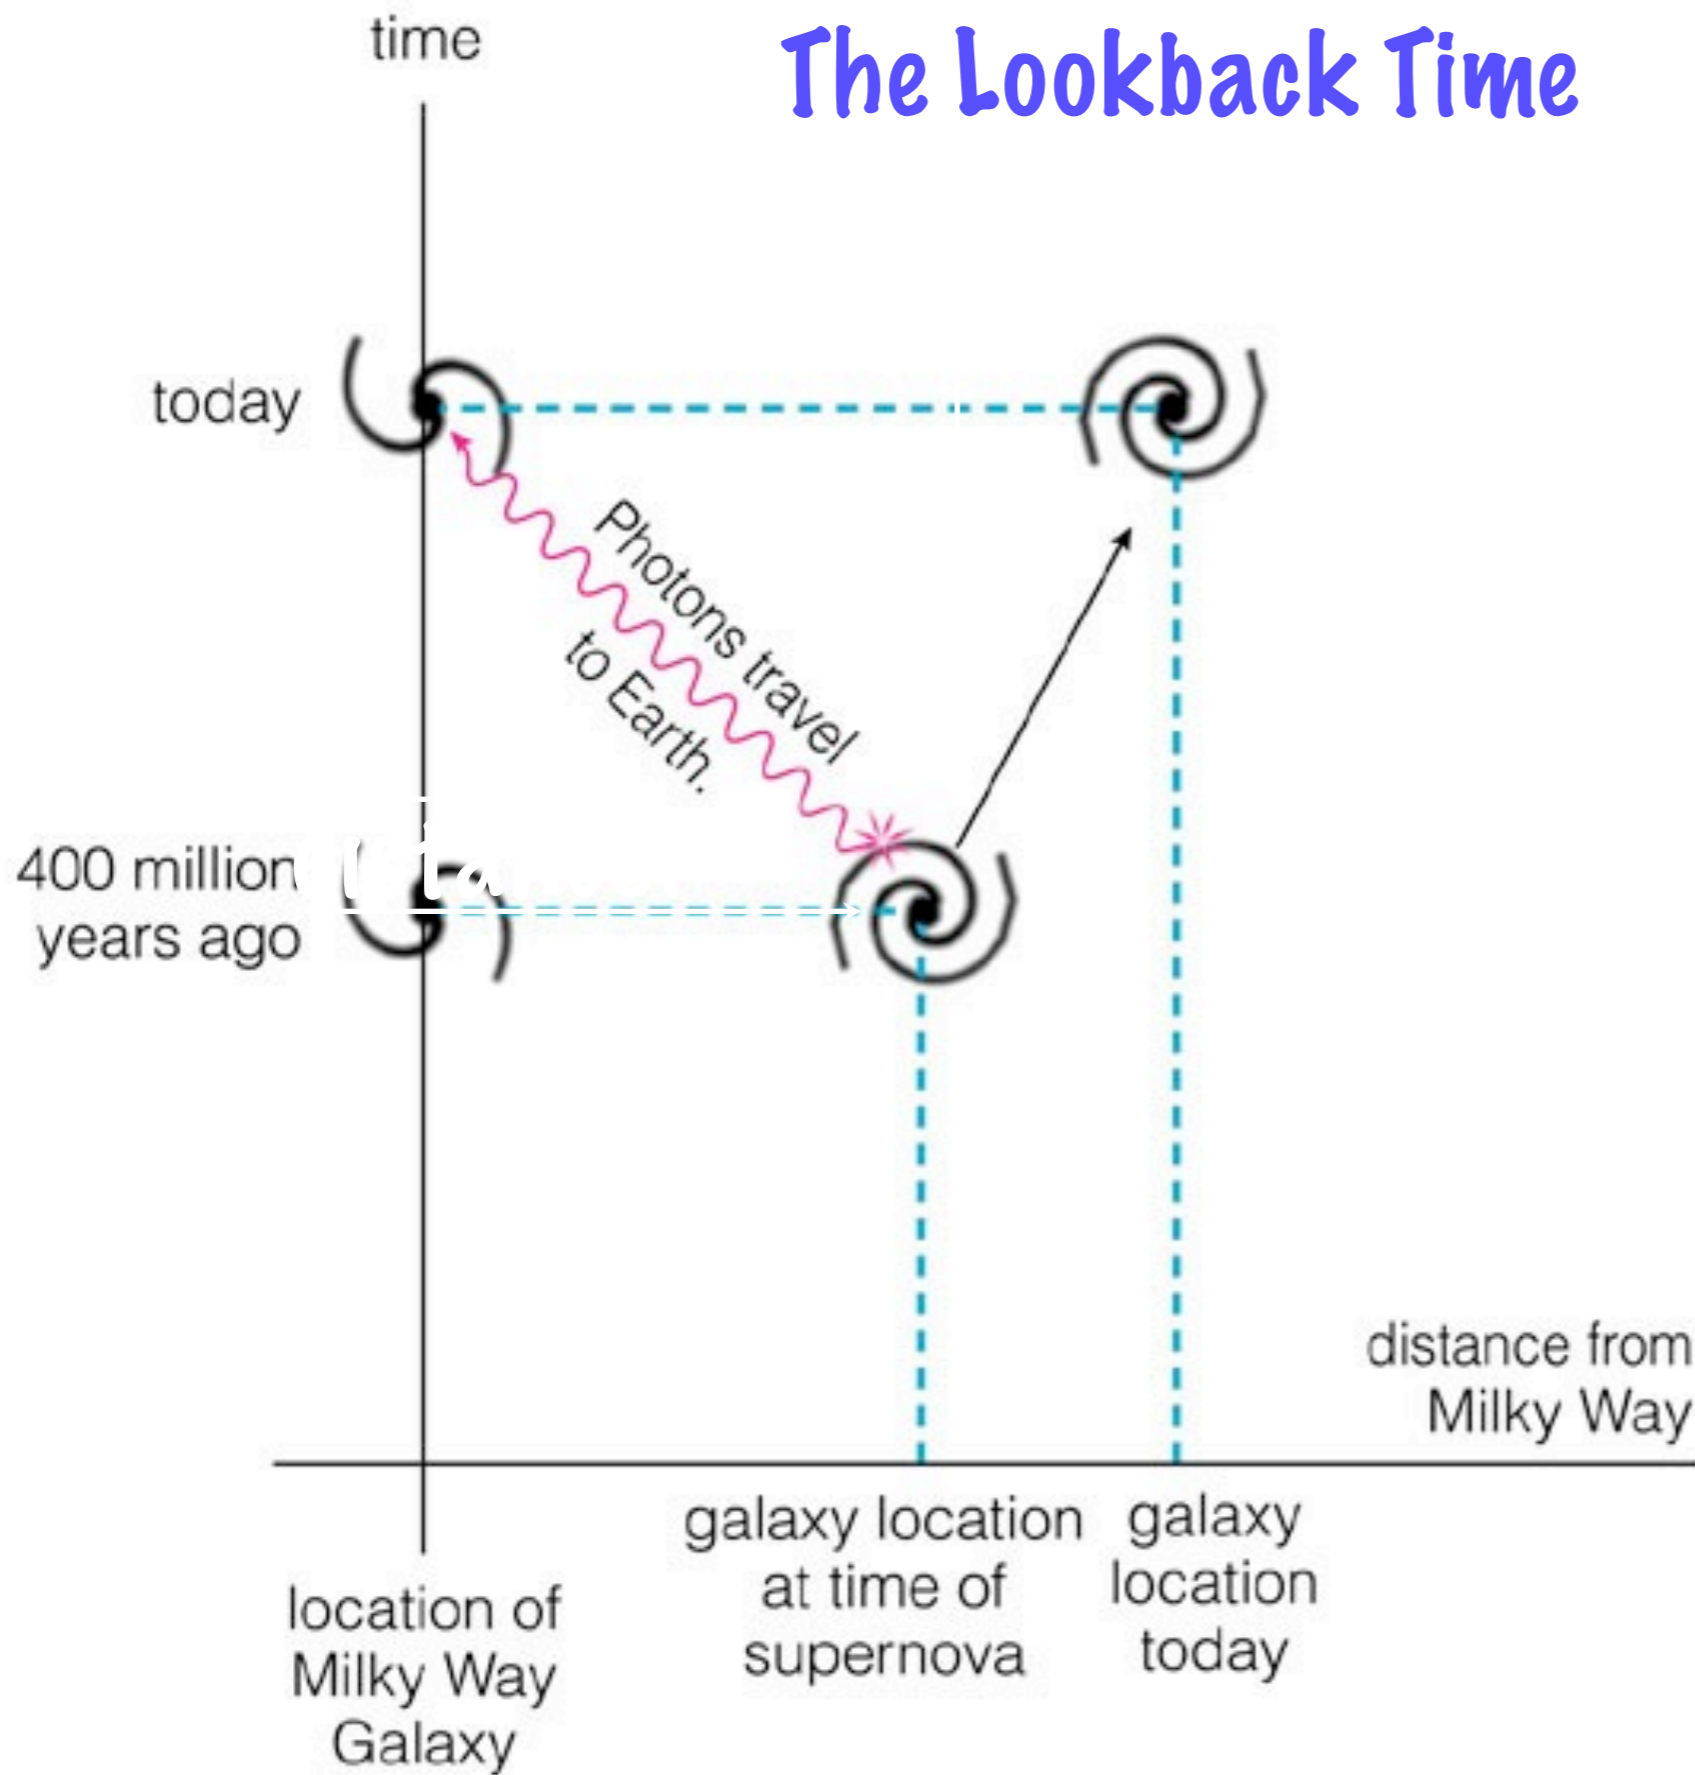 time
The Lookback Time
today
Photons travel
to Earth.
400 million
years ago
distance from
Milky Way
galaxy location
at time of
supernova
galaxy
location
today
location of
Milky Way
Galaxy